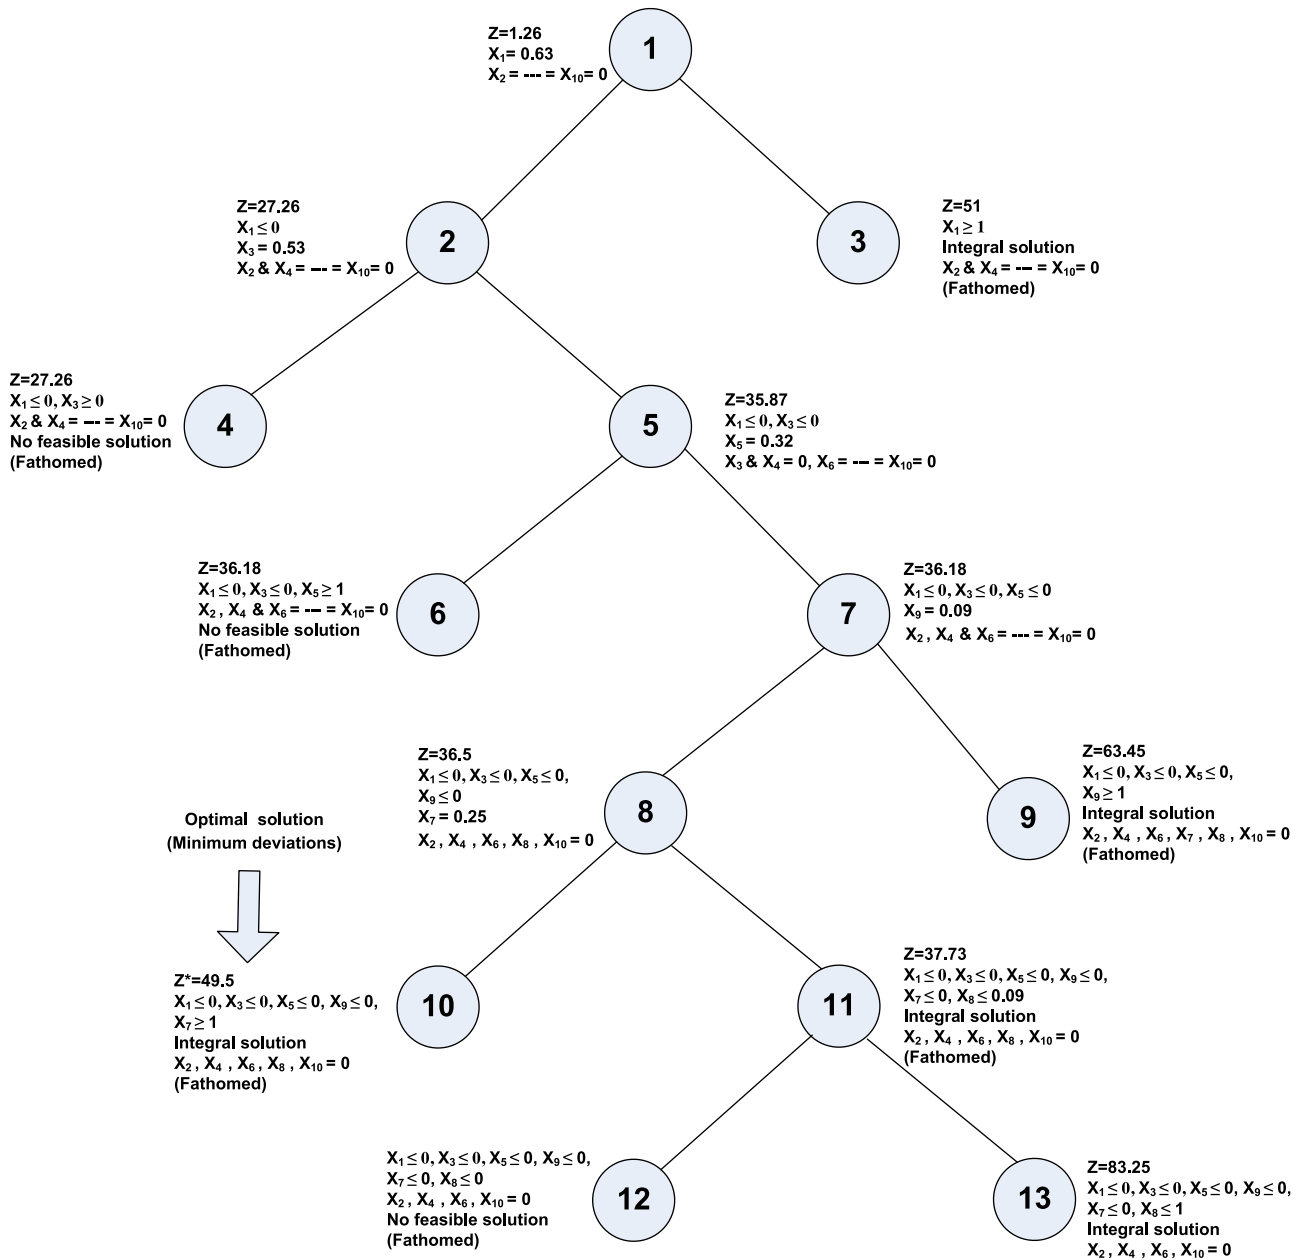 Z=1.26
X₁= 0.63
X₂ = --- = X₁₀= 0
1
Z=27.26
X₁ ≤ 0
X₃ = 0.53
X₂ & X₄ = --- = X₁₀= 0
2
3
Z=51
X₁ ≥ 1
Integral solution
X₂ & X₄ = --- = X₁₀= 0
(Fathomed)
Z=27.26
X₁ ≤ 0, X₃ ≥ 0
X₂ & X₄ = --- = X₁₀= 0
No feasible solution
(Fathomed)
4
5
Z=35.87
X₁ ≤ 0, X₃ ≤ 0
X₅ = 0.32
X₃ & X₄ = 0, X₆ = --- = X₁₀= 0
Z=36.18
X₁ ≤ 0, X₃ ≤ 0, X₅ ≥ 1
X₂ , X₄ & X₆ = --- = X₁₀= 0
No feasible solution
(Fathomed)
6
7
Z=36.18
X₁ ≤ 0, X₃ ≤ 0, X₅ ≤ 0
X₉ = 0.09
X₂ , X₄ & X₆ = --- = X₁₀= 0
Z=36.5
X₁ ≤ 0, X₃ ≤ 0, X₅ ≤ 0,
X₉ ≤ 0
X₇ = 0.25
X₂ , X₄ , X₆ , X₈ , X₁₀ = 0
8
9
Z=63.45
X₁ ≤ 0, X₃ ≤ 0, X₅ ≤ 0,
X₉ ≥ 1
Integral solution
X₂ , X₄ , X₆ , X₇ , X₈ , X₁₀ = 0
(Fathomed)
Optimal solution
(Minimum deviations)
Z*=49.5
X₁ ≤ 0, X₃ ≤ 0, X₅ ≤ 0, X₉ ≤ 0,
X₇ ≥ 1
Integral solution
X₂ , X₄ , X₆ , X₈ , X₁₀ = 0
(Fathomed)
10
11
Z=37.73
X₁ ≤ 0, X₃ ≤ 0, X₅ ≤ 0, X₉ ≤ 0,
X₇ ≤ 0, X₈ ≤ 0.09
Integral solution
X₂ , X₄ , X₆ , X₈ , X₁₀ = 0
(Fathomed)
X₁ ≤ 0, X₃ ≤ 0, X₅ ≤ 0, X₉ ≤ 0,
X₇ ≤ 0, X₈ ≤ 0
X₂ , X₄ , X₆ , X₁₀ = 0
No feasible solution
(Fathomed)
12
13
Z=83.25
X₁ ≤ 0, X₃ ≤ 0, X₅ ≤ 0, X₉ ≤ 0,
X₇ ≤ 0, X₈ ≤ 1
Integral solution
X₂ , X₄ , X₆ , X₁₀ = 0